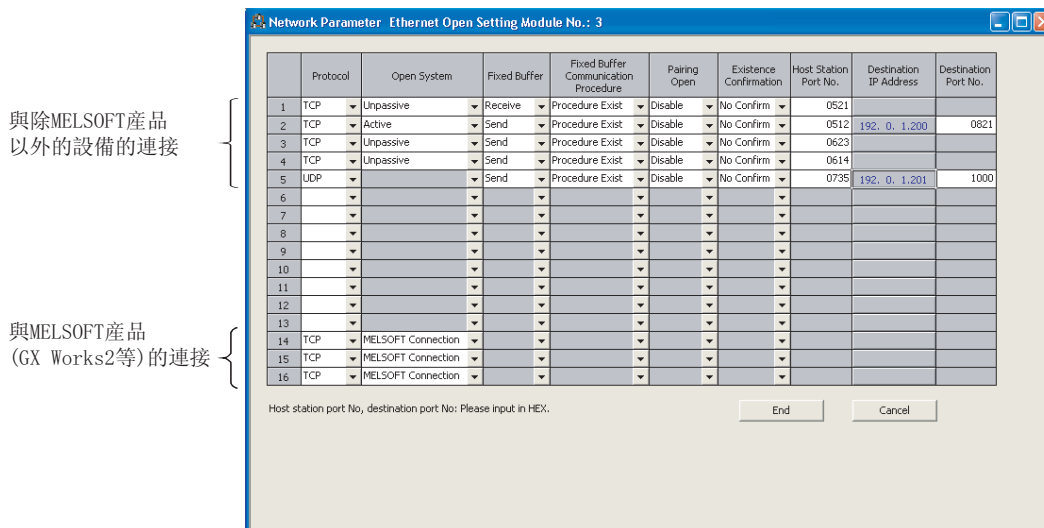 Network Parameter Ethernet Open Setting Module No.: 3
Protocol Open System Fixed Buffer Fixed Buffer Communication Procedure Pairing Open Existence Confirmation Host Station Port No. Destination IP Address Destination Port No.
與除MELSOFT産品
以外的設備的連接
1 TCP Unpassive Receive Procedure Exist Disable No Confirm 0521
2 TCP Active Send Procedure Exist Disable No Confirm 0512 192. 0. 1.200 0821
3 TCP Unpassive Send Procedure Exist Disable No Confirm 0623
4 TCP Unpassive Send Procedure Exist Disable No Confirm 0614
5 UDP Send Procedure Exist Disable No Confirm 0735 192. 0. 1.201 1000
6
7
8
9
10
11
12
13
與MELSOFT産品
(GX Works2等)的連接
14 TCP MELSOFT Connection
15 TCP MELSOFT Connection
16 TCP MELSOFT Connection
Host station port No, destination port No: Please input in HEX.
End Cancel